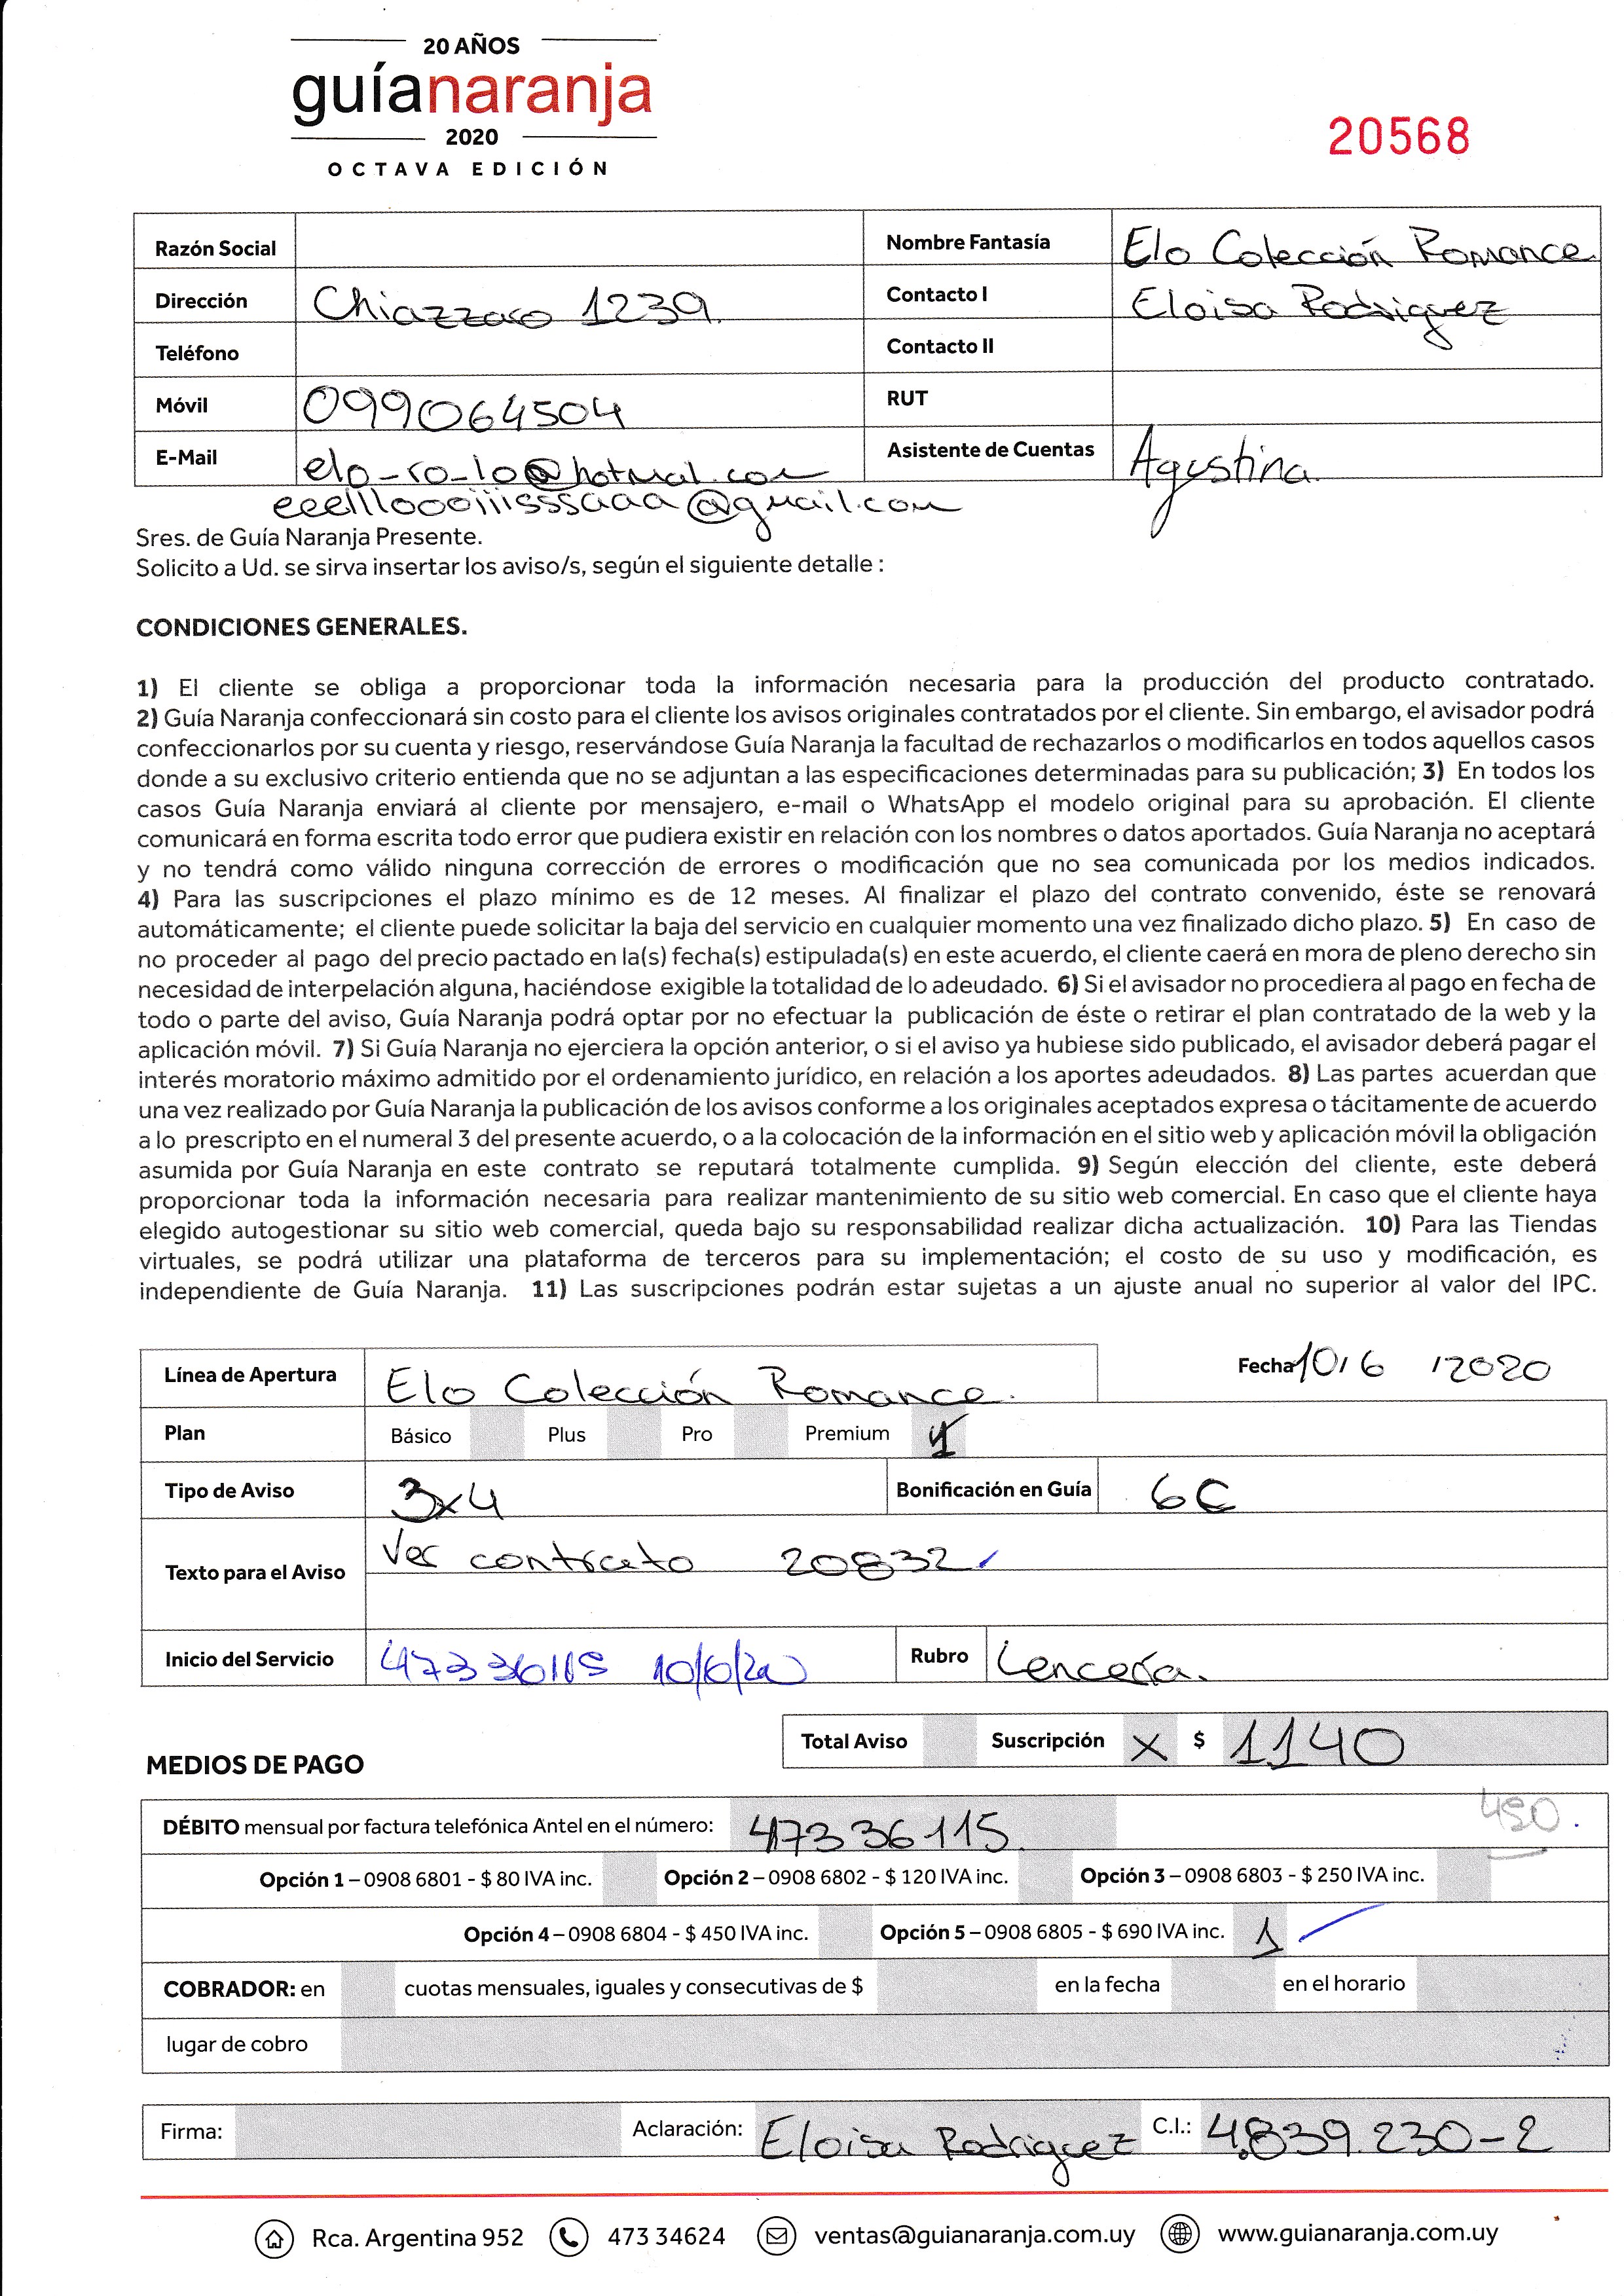 20 AÑOS
guíanaranja
2020
OCTAVA EDICIÓN
20568
Razón Social
Nombre Fantasía Elo Colección Romance
Dirección Chiazzaro 1239
Contacto I Eloisa Rodriguez
Teléfono
Contacto II
Móvil 099064504
RUT
E-Mail elo-ro-lo@hotmail.com
Asistente de Cuentas Agustina
eeellloooiiisssaaa@gmail.com
Sres. de Guía Naranja Presente.
Solicito a Ud. se sirva insertar los aviso/s, según el siguiente detalle :
CONDICIONES GENERALES.
1) El cliente se obliga a proporcionar toda la información necesaria para la producción del producto contratado.
2) Guía Naranja confeccionará sin costo para el cliente los avisos originales contratados por el cliente. Sin embargo, el avisador podrá
confeccionarlos por su cuenta y riesgo, reservándose Guía Naranja la facultad de rechazarlos o modificarlos en todos aquellos casos
donde a su exclusivo criterio entienda que no se adjuntan a las especificaciones determinadas para su publicación; 3) En todos los
casos Guía Naranja enviará al cliente por mensajero, e-mail o WhatsApp el modelo original para su aprobación. El cliente
comunicará en forma escrita todo error que pudiera existir en relación con los nombres o datos aportados. Guía Naranja no aceptará
y no tendrá como válido ninguna corrección de errores o modificación que no sea comunicada por los medios indicados.
4) Para las suscripciones el plazo mínimo es de 12 meses. Al finalizar el plazo del contrato convenido, éste se renovará
automáticamente; el cliente puede solicitar la baja del servicio en cualquier momento una vez finalizado dicho plazo. 5) En caso de
no proceder al pago del precio pactado en la(s) fecha(s) estipulada(s) en este acuerdo, el cliente caerá en mora de pleno derecho sin
necesidad de interpelación alguna, haciéndose exigible la totalidad de lo adeudado. 6) Si el avisador no procediera al pago en fecha de
todo o parte del aviso, Guía Naranja podrá optar por no efectuar la publicación de éste o retirar el plan contratado de la web y la
aplicación móvil. 7) Si Guía Naranja no ejerciera la opción anterior, o si el aviso ya hubiese sido publicado, el avisador deberá pagar el
interés moratorio máximo admitido por el ordenamiento jurídico, en relación a los aportes adeudados. 8) Las partes acuerdan que
una vez realizado por Guía Naranja la publicación de los avisos conforme a los originales aceptados expresa o tácitamente de acuerdo
a lo prescripto en el numeral 3 del presente acuerdo, o a la colocación de la información en el sitio web y aplicación móvil la obligación
asumida por Guía Naranja en este contrato se reputará totalmente cumplida. 9) Según elección del cliente, este deberá
proporcionar toda la información necesaria para realizar mantenimiento de su sitio web comercial. En caso que el cliente haya
elegido autogestionar su sitio web comercial, queda bajo su responsabilidad realizar dicha actualización. 10) Para las Tiendas
virtuales, se podrá utilizar una plataforma de terceros para su implementación; el costo de su uso y modificación, es
independiente de Guía Naranja. 11) Las suscripciones podrán estar sujetas a un ajuste anual no superior al valor del IPC.
Línea de Apertura Elo Colección Romance.
Fecha 10/6/2020
Plan Básico Plus Pro Premium 1
Tipo de Aviso 3x4 Bonificación en Guía 6C
Texto para el Aviso Ver contrato 20832
Inicio del Servicio 47336115 10/6/20 Rubro Lencería.
Total Aviso Suscripción X $ 1140
MEDIOS DE PAGO
DÉBITO mensual por factura telefónica Antel en el número: 47336115 450.
Opción 1 – 0908 6801 - $ 80 IVA inc. Opción 2 – 0908 6802 - $ 120 IVA inc. Opción 3 – 0908 6803 - $ 250 IVA inc.
Opción 4 – 0908 6804 - $ 450 IVA inc. Opción 5 – 0908 6805 - $ 690 IVA inc. 1
COBRADOR: en cuotas mensuales, iguales y consecutivas de $ en la fecha en el horario
lugar de cobro
Firma: Aclaración: Eloisa Rodriguez C.I.: 4.839.230-2
Rca. Argentina 952 473 34624 ventas@guianaranja.com.uy www.guianaranja.com.uy